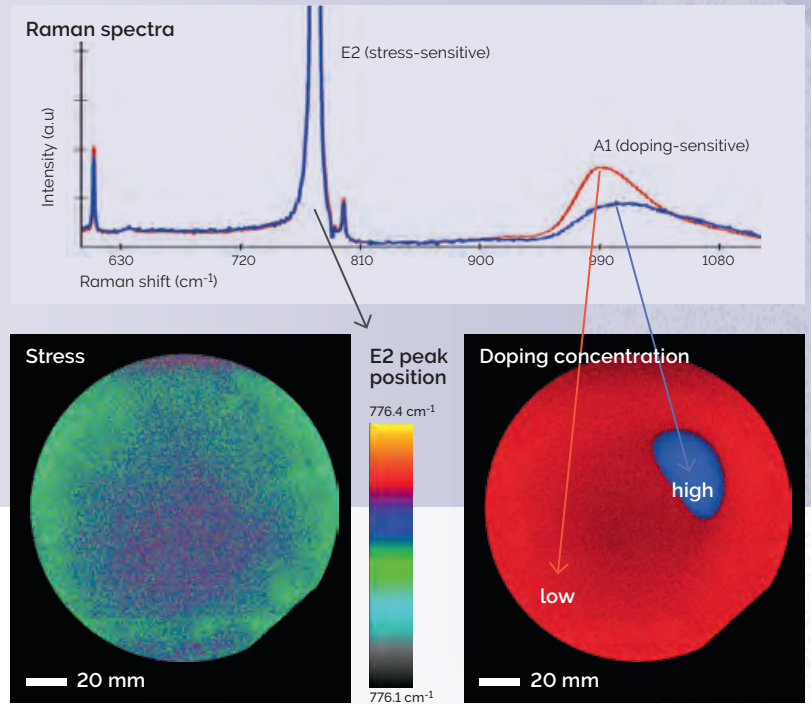 Raman spectra
E2 (stress-sensitive)
A1 (doping-sensitive)
Intensity (a.u)
630 720 810 900 990 1080
Raman shift (cm⁻¹)
Stress
20 mm
E2 peak
position
776.4 cm⁻¹
776.1 cm⁻¹
Doping concentration
high
low
20 mm